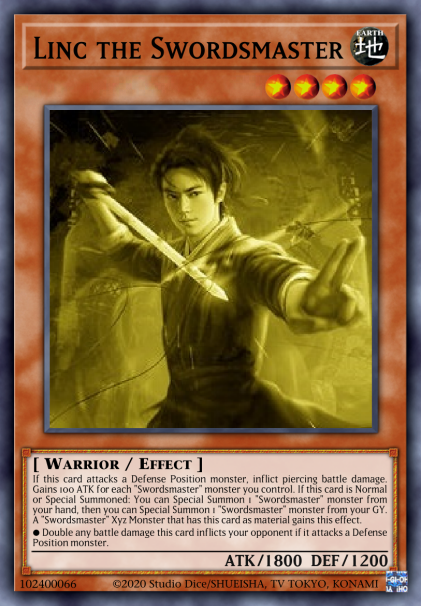 LINC THE SWORDSMASTER
EARTH
地
[ WARRIOR / EFFECT ]
If this card attacks a Defense Position monster, inflict piercing battle damage.
Gains 100 ATK for each "Swordsmaster" monster you control. If this card is Normal
or Special Summoned: You can Special Summon 1 "Swordsmaster" monster from
your hand, then you can Special Summon 1 "Swordsmaster" monster from your GY.
A "Swordsmaster" Xyz Monster that has this card as material gains this effect.
● Double any battle damage this card inflicts your opponent if it attacks a Defense
Position monster.
ATK/1800 DEF/1200
102400066 ©2020 Studio Dice/SHUEISHA, TV TOKYO, KONAMI